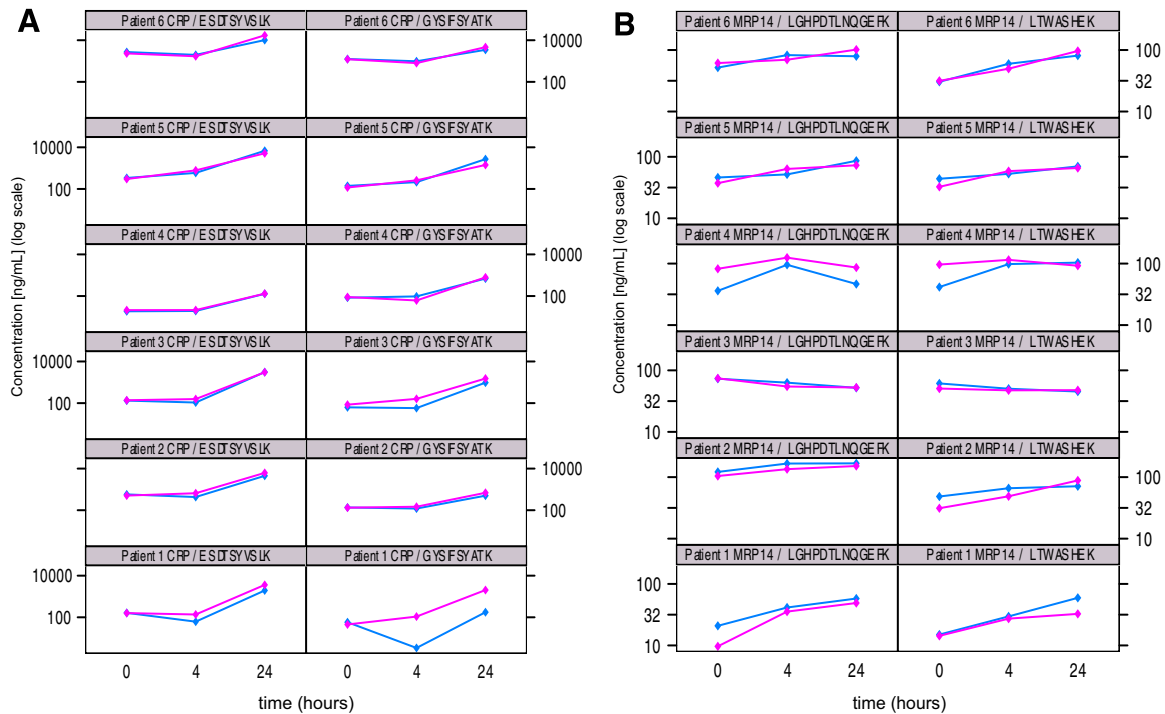 A
Patient 6 CRP / ESDTSYVSLK
Patient 6 CRP / GYSIFSYATK
10000
100
Patient 5 CRP / ESDTSYVSLK
Patient 5 CRP / GYSIFSYATK
10000
100
Patient 4 CRP / ESDTSYVSLK
Patient 4 CRP / GYSIFSYATK
10000
100
Patient 3 CRP / ESDTSYVSLK
Patient 3 CRP / GYSIFSYATK
10000
100
Patient 2 CRP / ESDTSYVSLK
Patient 2 CRP / GYSIFSYATK
10000
100
Patient 1 CRP / ESDTSYVSLK
Patient 1 CRP / GYSIFSYATK
10000
100
0 4 24 0 4 24
time (hours)
Concentration [ng/mL] (log scale)
B
Patient 6 MRP14 / LGHPDTLNQGEFK
Patient 6 MRP14 / LTWASHEK
100
32
10
Patient 5 MRP14 / LGHPDTLNQGEFK
Patient 5 MRP14 / LTWASHEK
100
32
10
Patient 4 MRP14 / LGHPDTLNQGEFK
Patient 4 MRP14 / LTWASHEK
100
32
10
Patient 3 MRP14 / LGHPDTLNQGEFK
Patient 3 MRP14 / LTWASHEK
100
32
10
Patient 2 MRP14 / LGHPDTLNQGEFK
Patient 2 MRP14 / LTWASHEK
100
32
10
Patient 1 MRP14 / LGHPDTLNQGEFK
Patient 1 MRP14 / LTWASHEK
100
32
10
0 4 24 0 4 24
time (hours)
Concentration [ng/mL] (log scale)